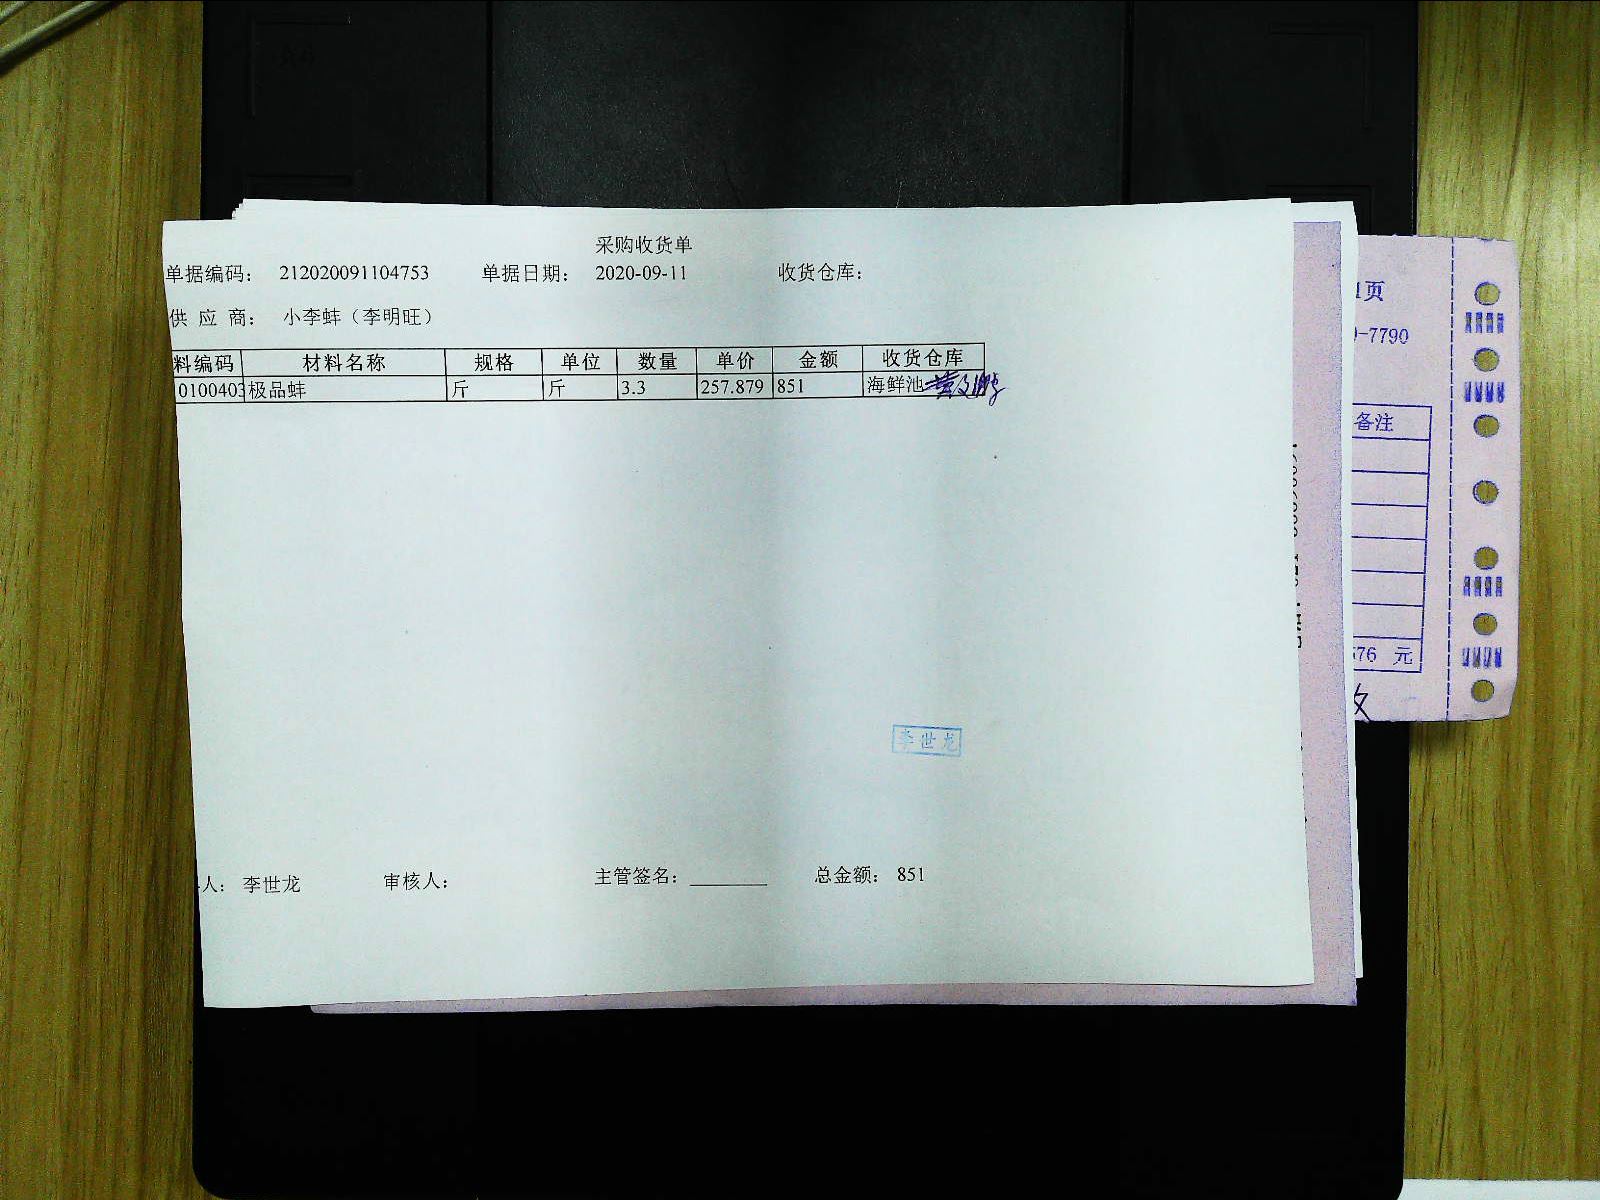 采购收货单
单据编码： 212020091104753 单据日期： 2020-09-11 收货仓库：
供 应 商： 小李蚌（李明旺）
料编码 材料名称 规格 单位 数量 单价 金额 收货仓库
0100403 极品蚌 斤 斤 3.3 257.879 851 海鲜池
李世龙
人： 李世龙 审核人： 主管签名： 总金额： 851
1页
-7790
备注
576 元